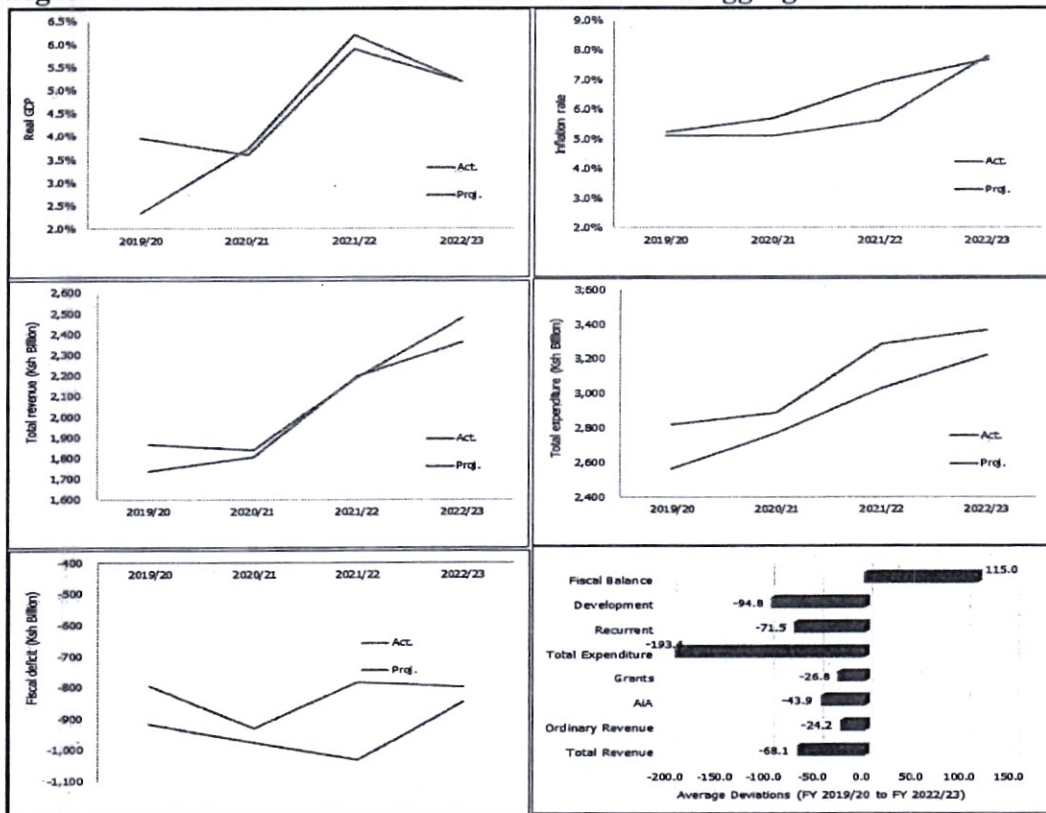 6.5%
6.0%
5.5%
5.0%
4.5%
4.0%
3.5%
3.0%
2.5%
2.0%
Real GDP
Act.
Proj.
2019/20 2020/21 2021/22 2022/23
9.0%
8.0%
7.0%
6.0%
5.0%
4.0%
3.0%
2.0%
Inflation rate
Act.
Proj.
2019/20 2020/21 2021/22 2022/23
2,600
2,500
2,400
2,300
2,200
2,100
2,000
1,900
1,800
1,700
1,600
Total revenue (Ksh Billion)
Act.
Proj.
2019/20 2020/21 2021/22 2022/23
3,600
3,400
3,200
3,000
2,800
2,600
2,400
Total expenditure (Ksh Billion)
Act.
Proj.
2019/20 2020/21 2021/22 2022/23
-400
-500
-600
-700
-800
-900
-1,000
-1,100
Fiscal deficit (Ksh Billion)
2019/20 2020/21 2021/22 2022/23
Act.
Proj.
Fiscal Balance 115.0
Development -94.8
Recurrent -71.5
Total Expenditure -193.4
Grants -26.8
AIA -43.9
Ordinary Revenue -24.2
Total Revenue -68.1
-200.0 -150.0 -100.0 -50.0 0.0 50.0 100.0 150.0
Average Deviations (FY 2019/20 to FY 2022/23)